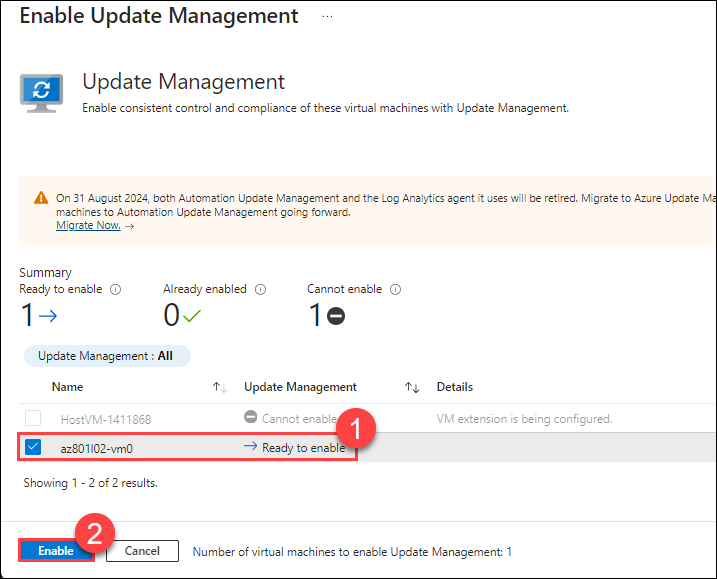 Enable Update Management ...
Update Management
Enable consistent control and compliance of these virtual machines with Update Management.
On 31 August 2024, both Automation Update Management and the Log Analytics agent it uses will be retired. Migrate to Azure Update Ma
machines to Automation Update Management going forward.
Migrate Now. →
Summary
Ready to enable Already enabled Cannot enable
1 0 1
Update Management : All
Name Update Management Details
HostVM-1411868 Cannot enable VM extension is being configured.
az801l02-vm0 Ready to enable 1
Showing 1 - 2 of 2 results.
2
Enable Cancel Number of virtual machines to enable Update Management: 1